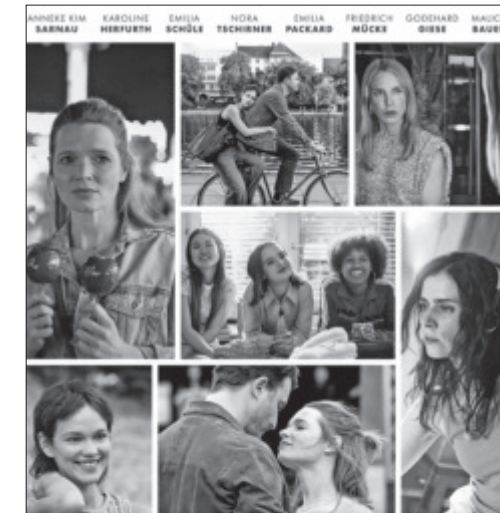 ANNEKE KIM KAROLINE EMILIA NORA EMILIA FRIEDRICH GODEHARD
SARNAU HERFURTH SCHÜLE TSCHIRNER PACKARD MÜCKE GIESE